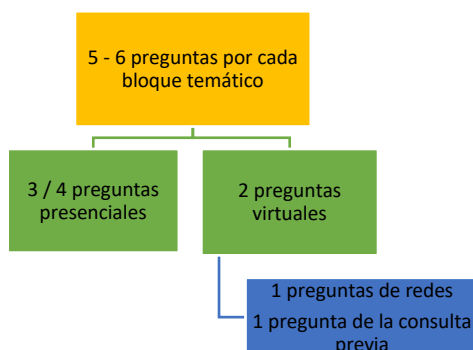 5 - 6 preguntas por cada
bloque temático
3 / 4 preguntas
presenciales
2 preguntas
virtuales
1 preguntas de redes
1 pregunta de la consulta
previa